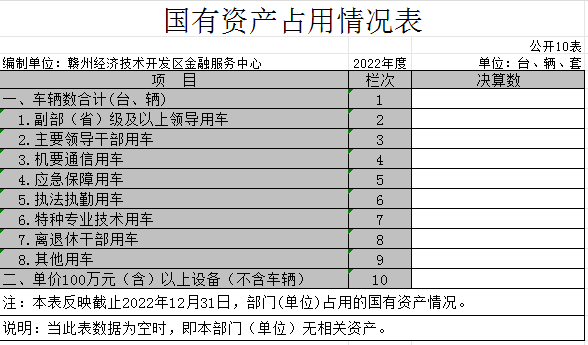 国有资产占用情况表
公开10表
编制单位：赣州经济技术开发区金融服务中心 2022年度 单位：台、辆、套
项 目 栏次 决算数
一、车辆数合计(台、辆) 1
1.副部（省）级及以上领导用车 2
2.主要领导干部用车 3
3.机要通信用车 4
4.应急保障用车 5
5.执法执勤用车 6
6.特种专业技术用车 7
7.离退休干部用车 8
8.其他用车 9
二、单价100万元（含）以上设备（不含车辆） 10
注：本表反映截止2022年12月31日，部门(单位)占用的国有资产情况。
说明：当此表数据为空时，即本部门（单位）无相关资产。